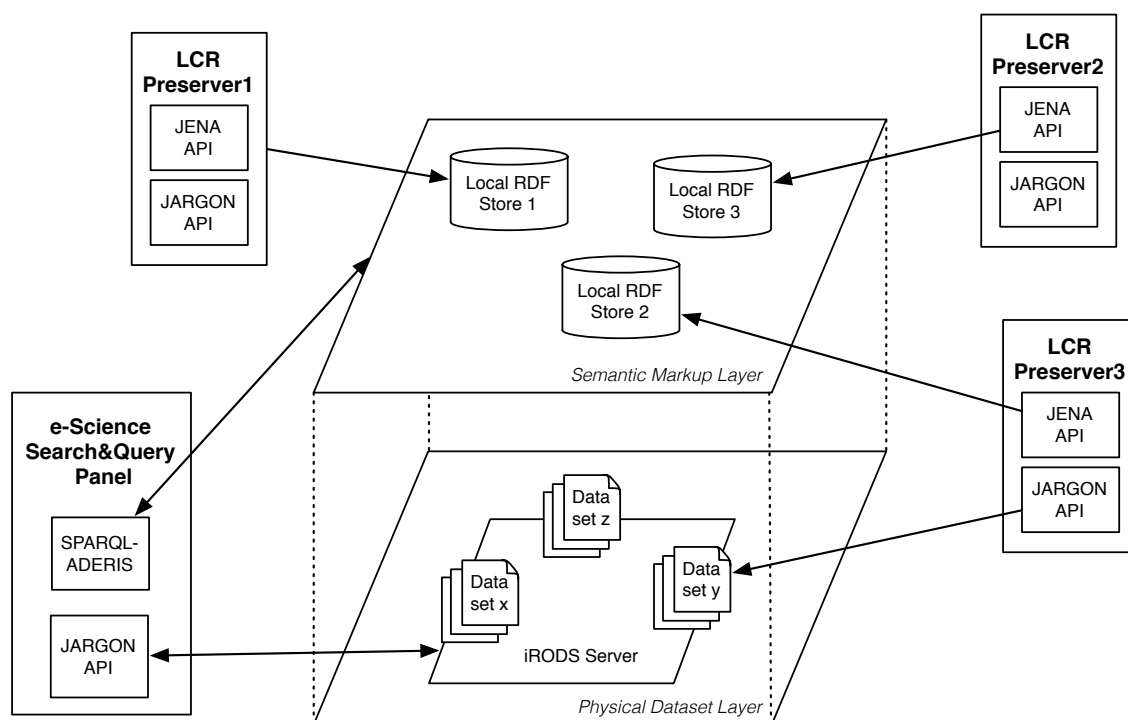 LCR
Preserver1
JENA
API
JARGON
API
LCR
Preserver2
JENA
API
JARGON
API
Local RDF
Store 1
Local RDF
Store 3
Local RDF
Store 2
Semantic Markup Layer
LCR
Preserver3
JENA
API
JARGON
API
e-Science
Search&Query
Panel
SPARQL-
ADERIS
JARGON
API
Data
set z
Data
set x
Data
set y
iRODS Server
Physical Dataset Layer